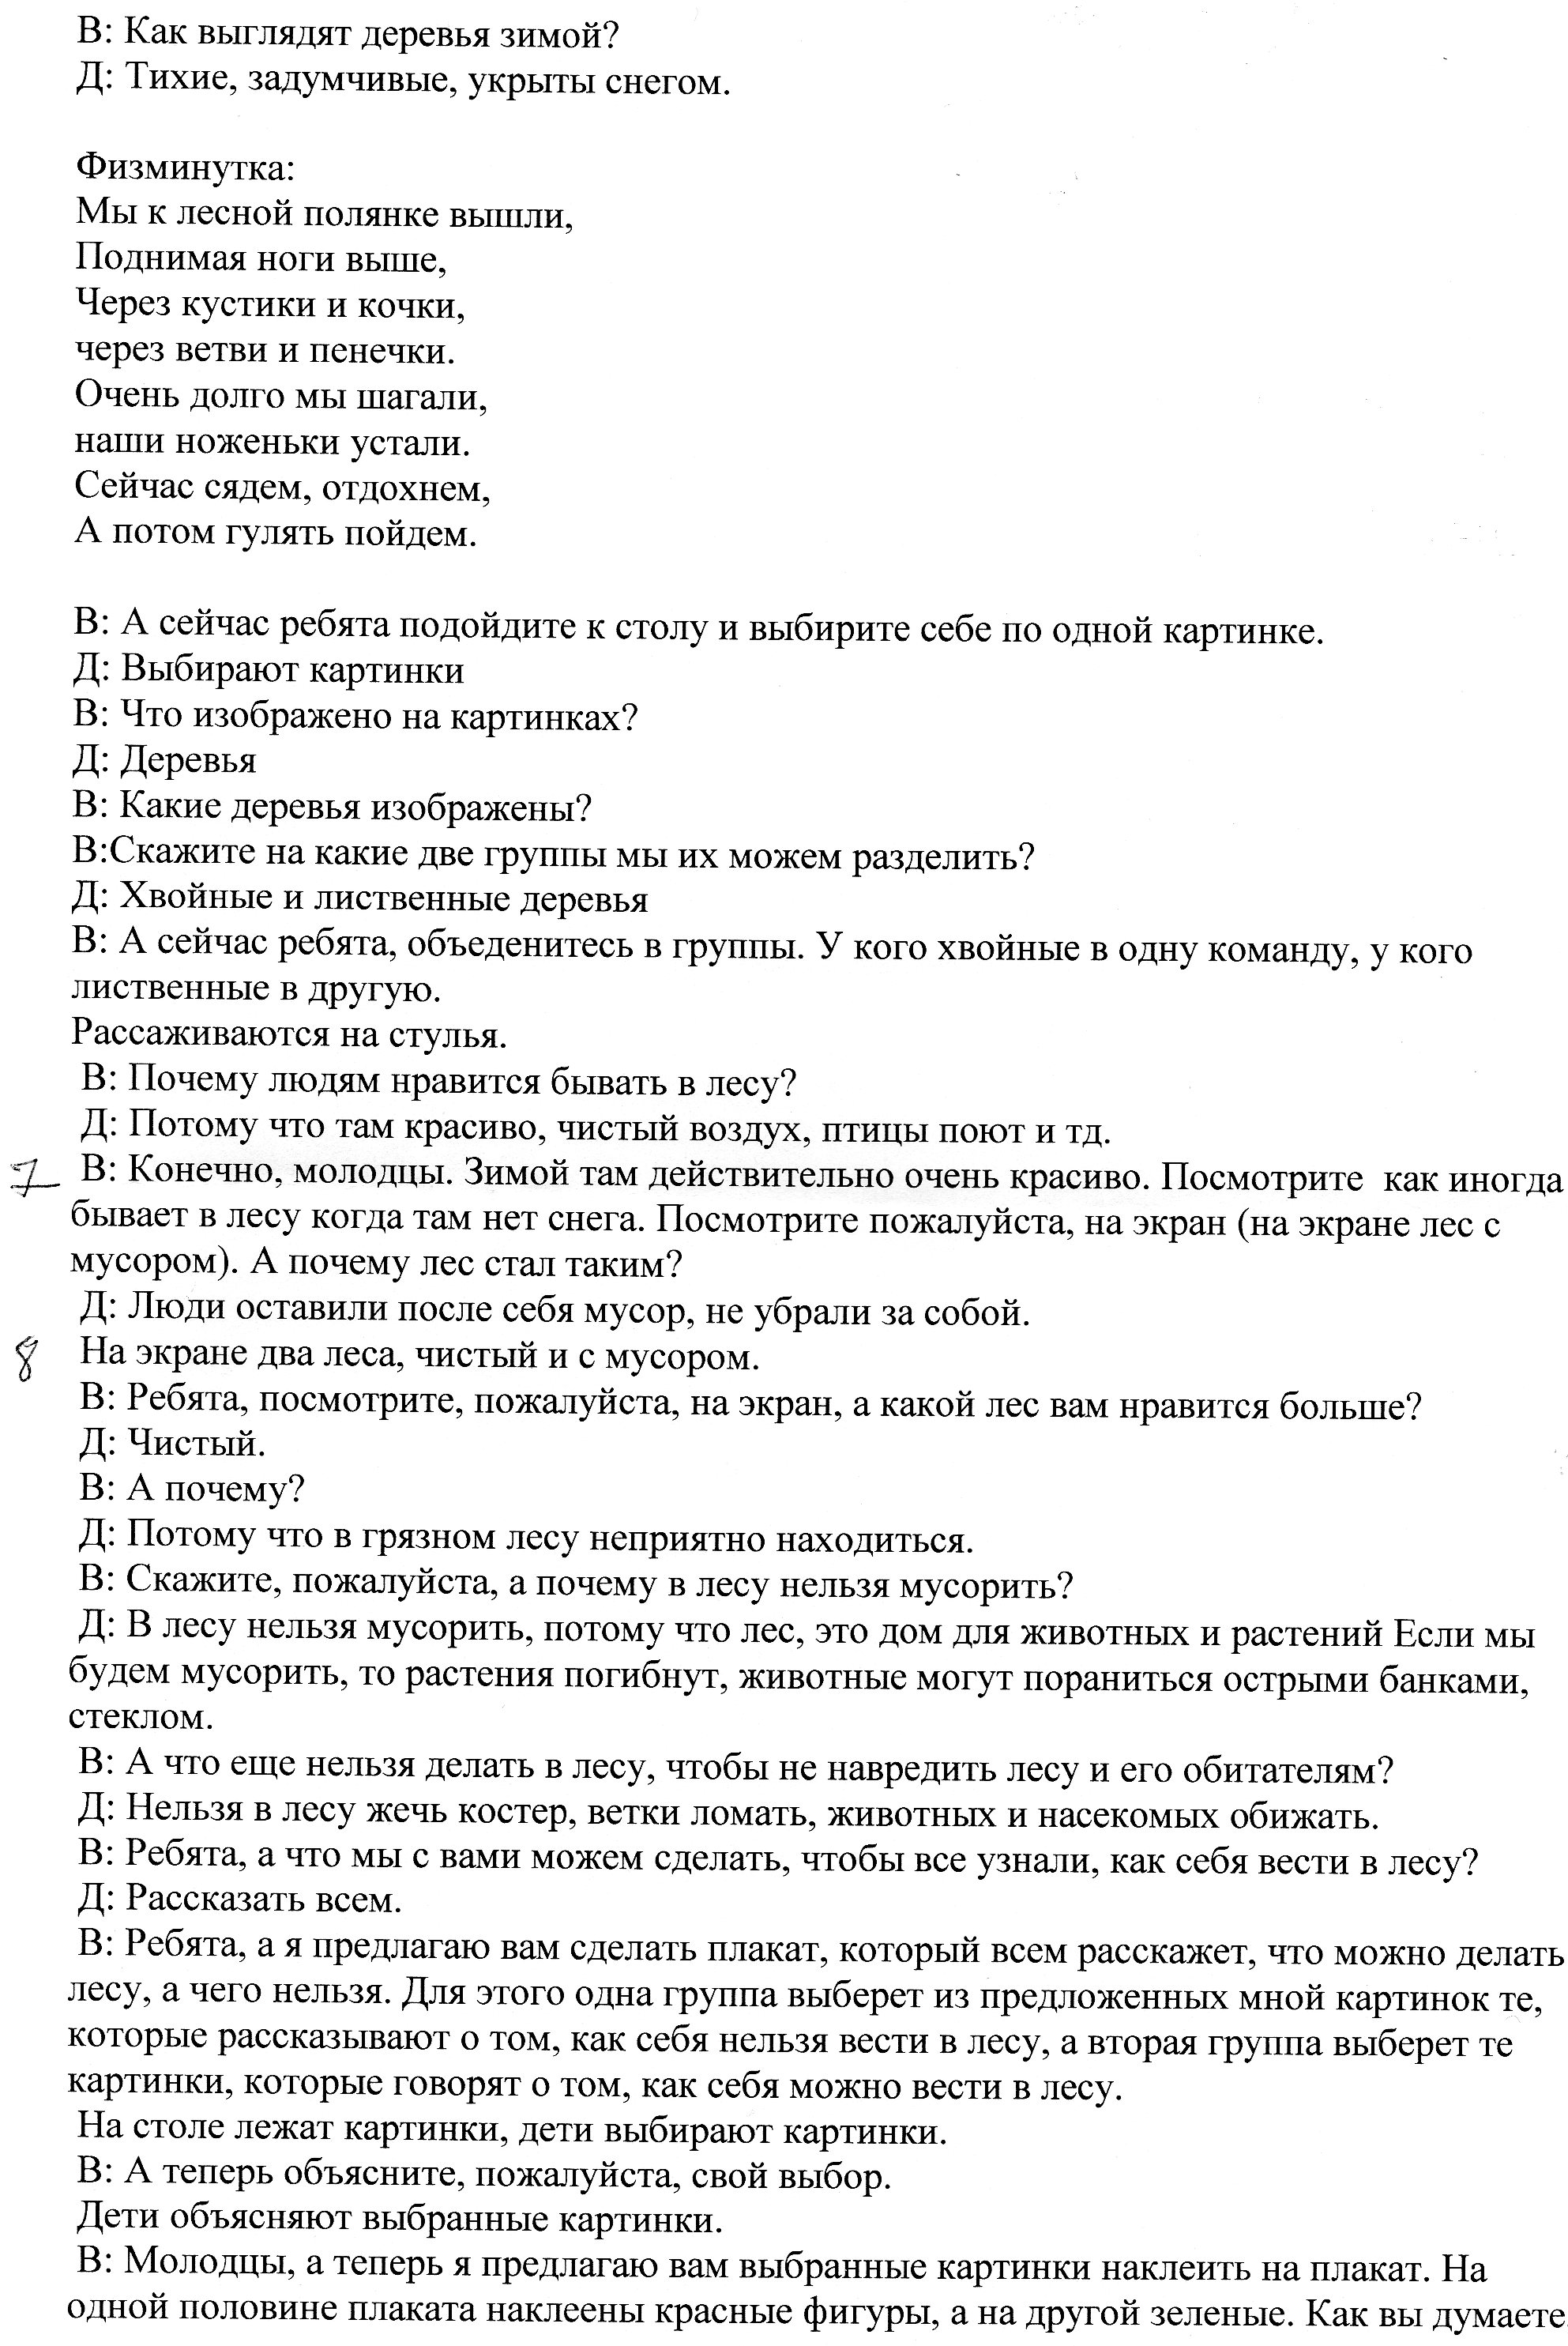 В: Как выглядят деревья зимой?
Д: Тихие, задумчивые, укрыты снегом.
Физминутка:
Мы к лесной полянке вышли,
Поднимая ноги выше,
Через кустики и кочки,
через ветви и пенечки.
Очень долго мы шагали,
наши ноженьки устали.
Сейчас сядем, отдохнем,
А потом гулять пойдем.
В: А сейчас ребята подойдите к столу и выбирите себе по одной картинке.
Д: Выбирают картинки
В: Что изображено на картинках?
Д: Деревья
В: Какие деревья изображены?
В:Скажите на какие две группы мы их можем разделить?
Д: Хвойные и лиственные деревья
В: А сейчас ребята, объеденитесь в группы. У кого хвойные в одну команду, у кого
лиственные в другую.
Рассаживаются на стулья.
В: Почему людям нравится бывать в лесу?
Д: Потому что там красиво, чистый воздух, птицы поют и тд.
7 В: Конечно, молодцы. Зимой там действительно очень красиво. Посмотрите как иногда
бывает в лесу когда там нет снега. Посмотрите пожалуйста, на экран (на экране лес с
мусором). А почему лес стал таким?
Д: Люди оставили после себя мусор, не убрали за собой.
8 На экране два леса, чистый и с мусором.
В: Ребята, посмотрите, пожалуйста, на экран, а какой лес вам нравится больше?
Д: Чистый.
В: А почему?
Д: Потому что в грязном лесу неприятно находиться.
В: Скажите, пожалуйста, а почему в лесу нельзя мусорить?
Д: В лесу нельзя мусорить, потому что лес, это дом для животных и растений Если мы
будем мусорить, то растения погибнут, животные могут пораниться острыми банками,
стеклом.
В: А что еще нельзя делать в лесу, чтобы не навредить лесу и его обитателям?
Д: Нельзя в лесу жечь костер, ветки ломать, животных и насекомых обижать.
В: Ребята, а что мы с вами можем сделать, чтобы все узнали, как себя вести в лесу?
Д: Рассказать всем.
В: Ребята, а я предлагаю вам сделать плакат, который всем расскажет, что можно делать
лесу, а чего нельзя. Для этого одна группа выберет из предложенных мной картинок те,
которые рассказывают о том, как себя нельзя вести в лесу, а вторая группа выберет те
картинки, которые говорят о том, как себя можно вести в лесу.
На столе лежат картинки, дети выбирают картинки.
В: А теперь объясните, пожалуйста, свой выбор.
Дети объясняют выбранные картинки.
В: Молодцы, а теперь я предлагаю вам выбранные картинки наклеить на плакат. На
одной половине плаката наклеены красные фигуры, а на другой зеленые. Как вы думаете